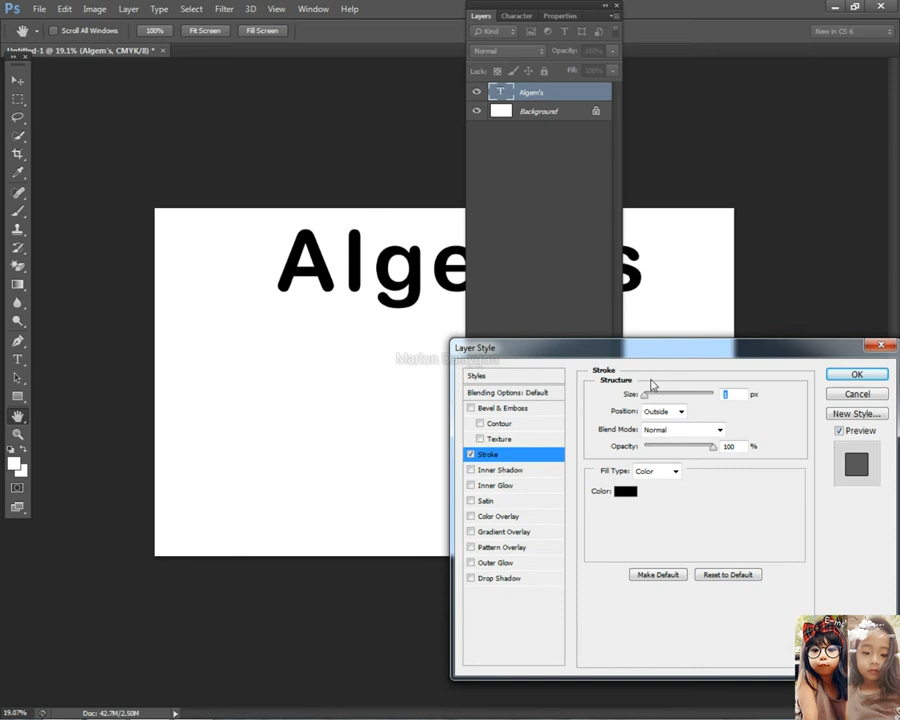 Ps File Edit Image Layer Type Select Filter 3D View Window Help
Scroll All Windows 100% Fit Screen Fill Screen
New in CS 6
Untitled-1 @ 19.1% (Algem's, CMYK/8) * ×
Layers Character Properties
Kind
Normal Opacity: 100%
Lock: Fill: 100%
T Algem's
Background
Alge s
Marlon
Layer Style
Styles
Blending Options: Default
Bevel & Emboss
Contour
Texture
Stroke
Inner Shadow
Inner Glow
Satin
Color Overlay
Gradient Overlay
Pattern Overlay
Outer Glow
Drop Shadow
Stroke
Structure
Size: px
Position: Outside
Blend Mode: Normal
Opacity: 100 %
Fill Type: Color
Color:
Make Default Reset to Default
OK
Cancel
New Style...
Preview
19.07% Doc: 42.7M/2.50M